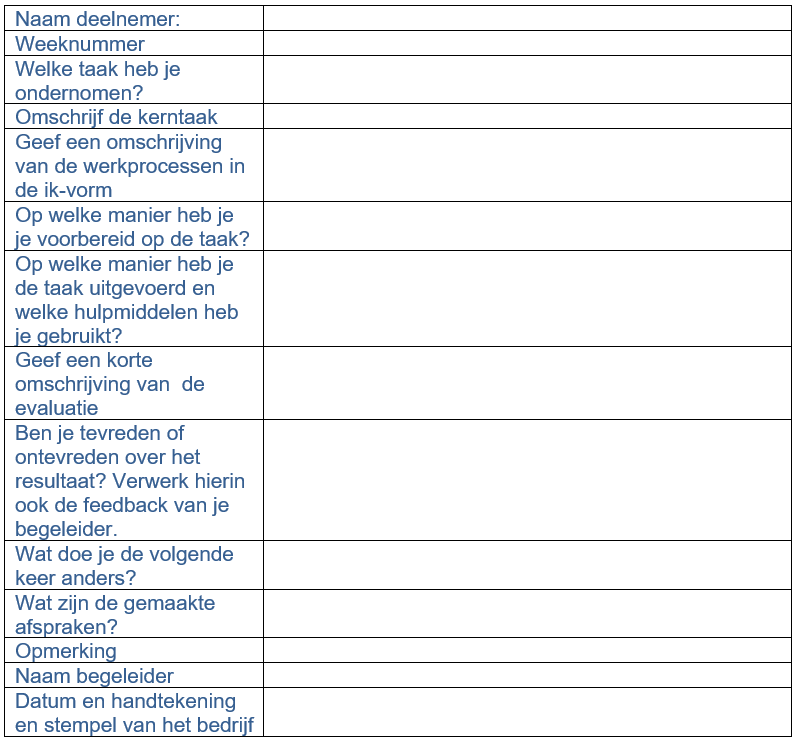 Naam deelnemer:
Weeknummer
Welke taak heb je
ondernomen?
Omschrijf de kerntaak
Geef een omschrijving
van de werkprocessen in
de ik-vorm
Op welke manier heb je
je voorbereid op de taak?
Op welke manier heb je
de taak uitgevoerd en
welke hulpmiddelen heb
je gebruikt?
Geef een korte
omschrijving van  de
evaluatie
Ben je tevreden of
ontevreden over het
resultaat? Verwerk hierin
ook de feedback van je
begeleider.
Wat doe je de volgende
keer anders?
Wat zijn de gemaakte
afspraken?
Opmerking
Naam begeleider
Datum en handtekening
en stempel van het bedrijf